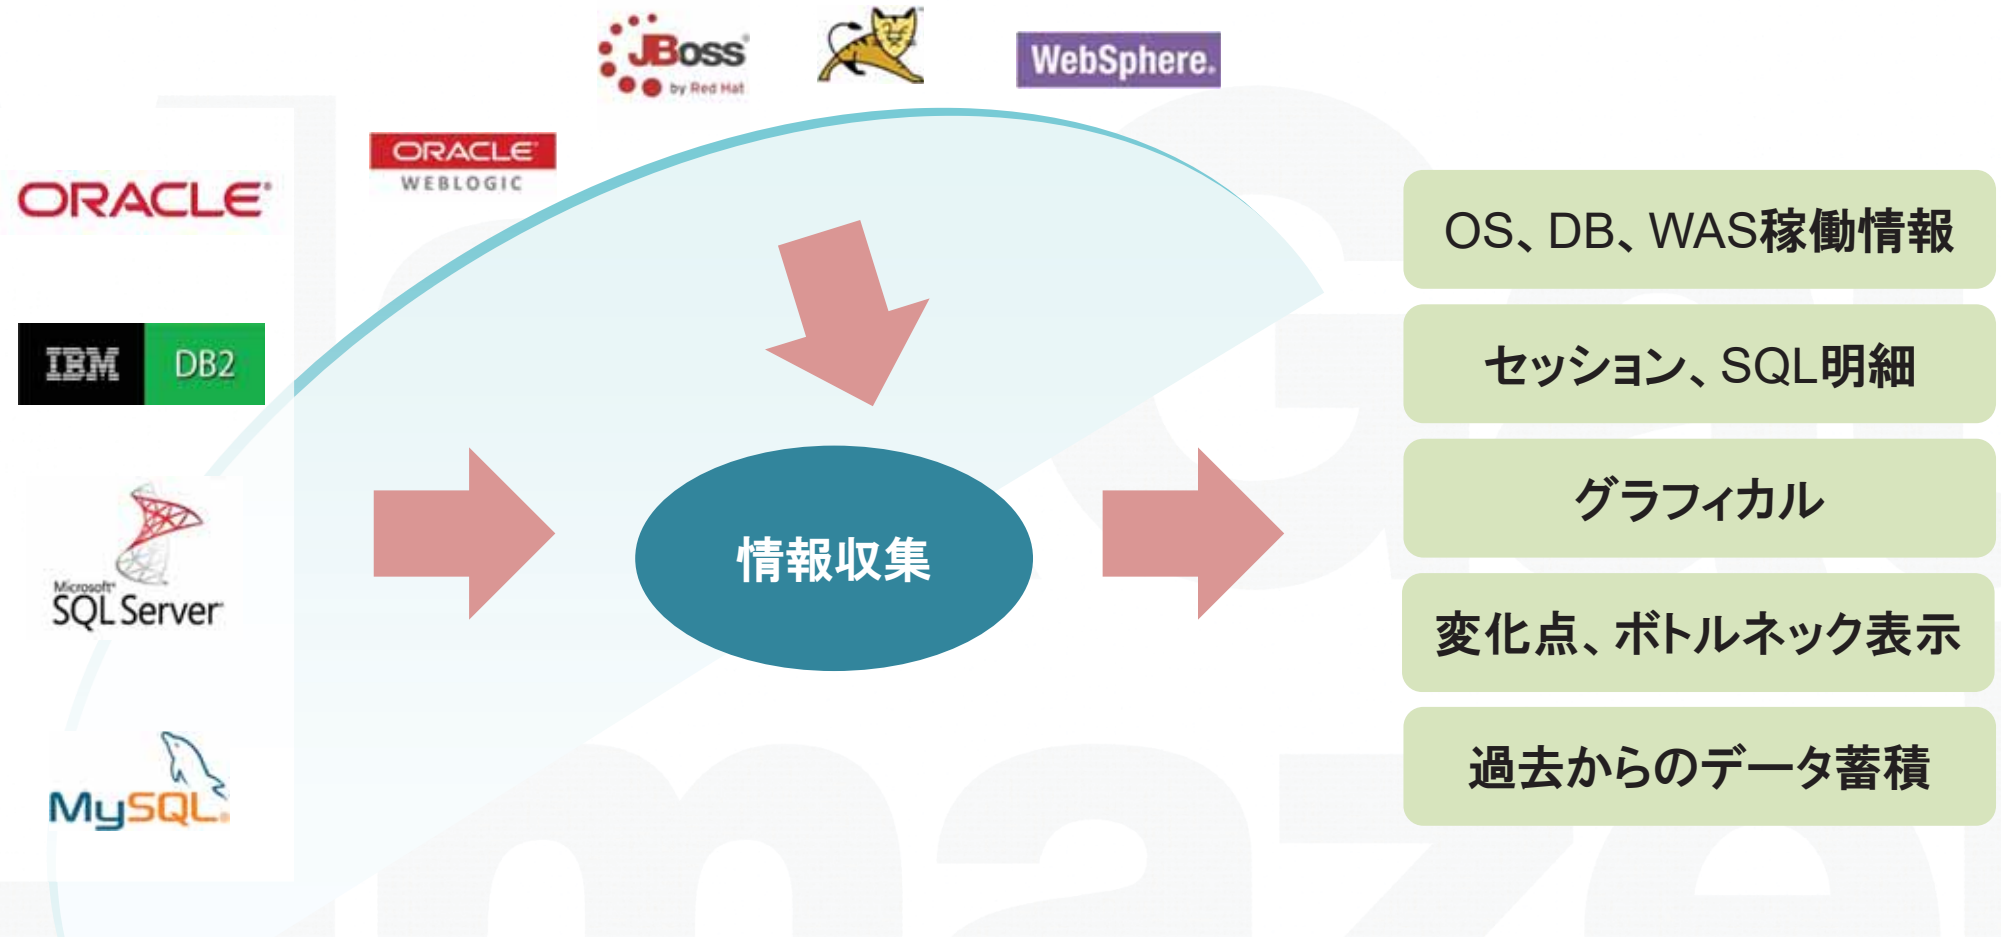 JBoss
by Red Hat
WebSphere.
ORACLE
WEBLOGIC
ORACLE
IBM DB2
Microsoft
SQL Server
MySQL
情報収集
OS、DB、WAS稼働情報
セッション、SQL明細
グラフィカル
変化点、ボトルネック表示
過去からのデータ蓄積